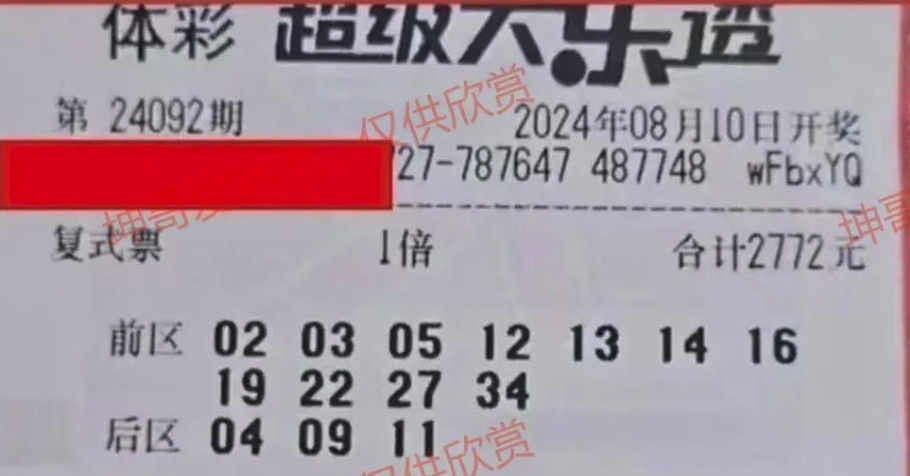 体彩 超级大乐透
第 24092期
2024年08月10日开奖
27-787647 487748 wFbxYQ
复式票 1倍 合计2772元
前区 02 03 05 12 13 14 16
19 22 27 34
后区 04 09 11
仅供欣赏
坤哥
坤哥
仅供欣赏